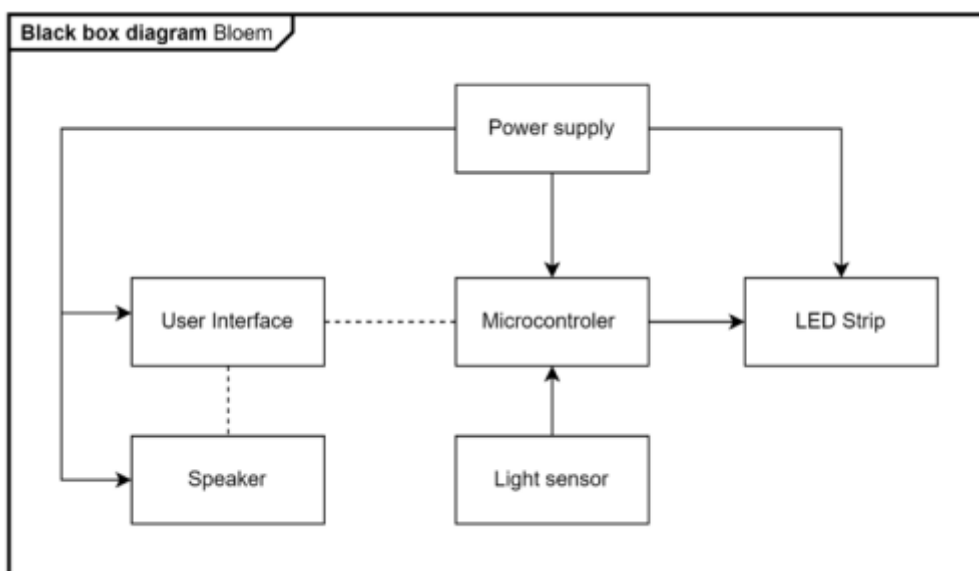 Black box diagram Bloem
Power supply
User Interface
Microcontroler
LED Strip
Speaker
Light sensor